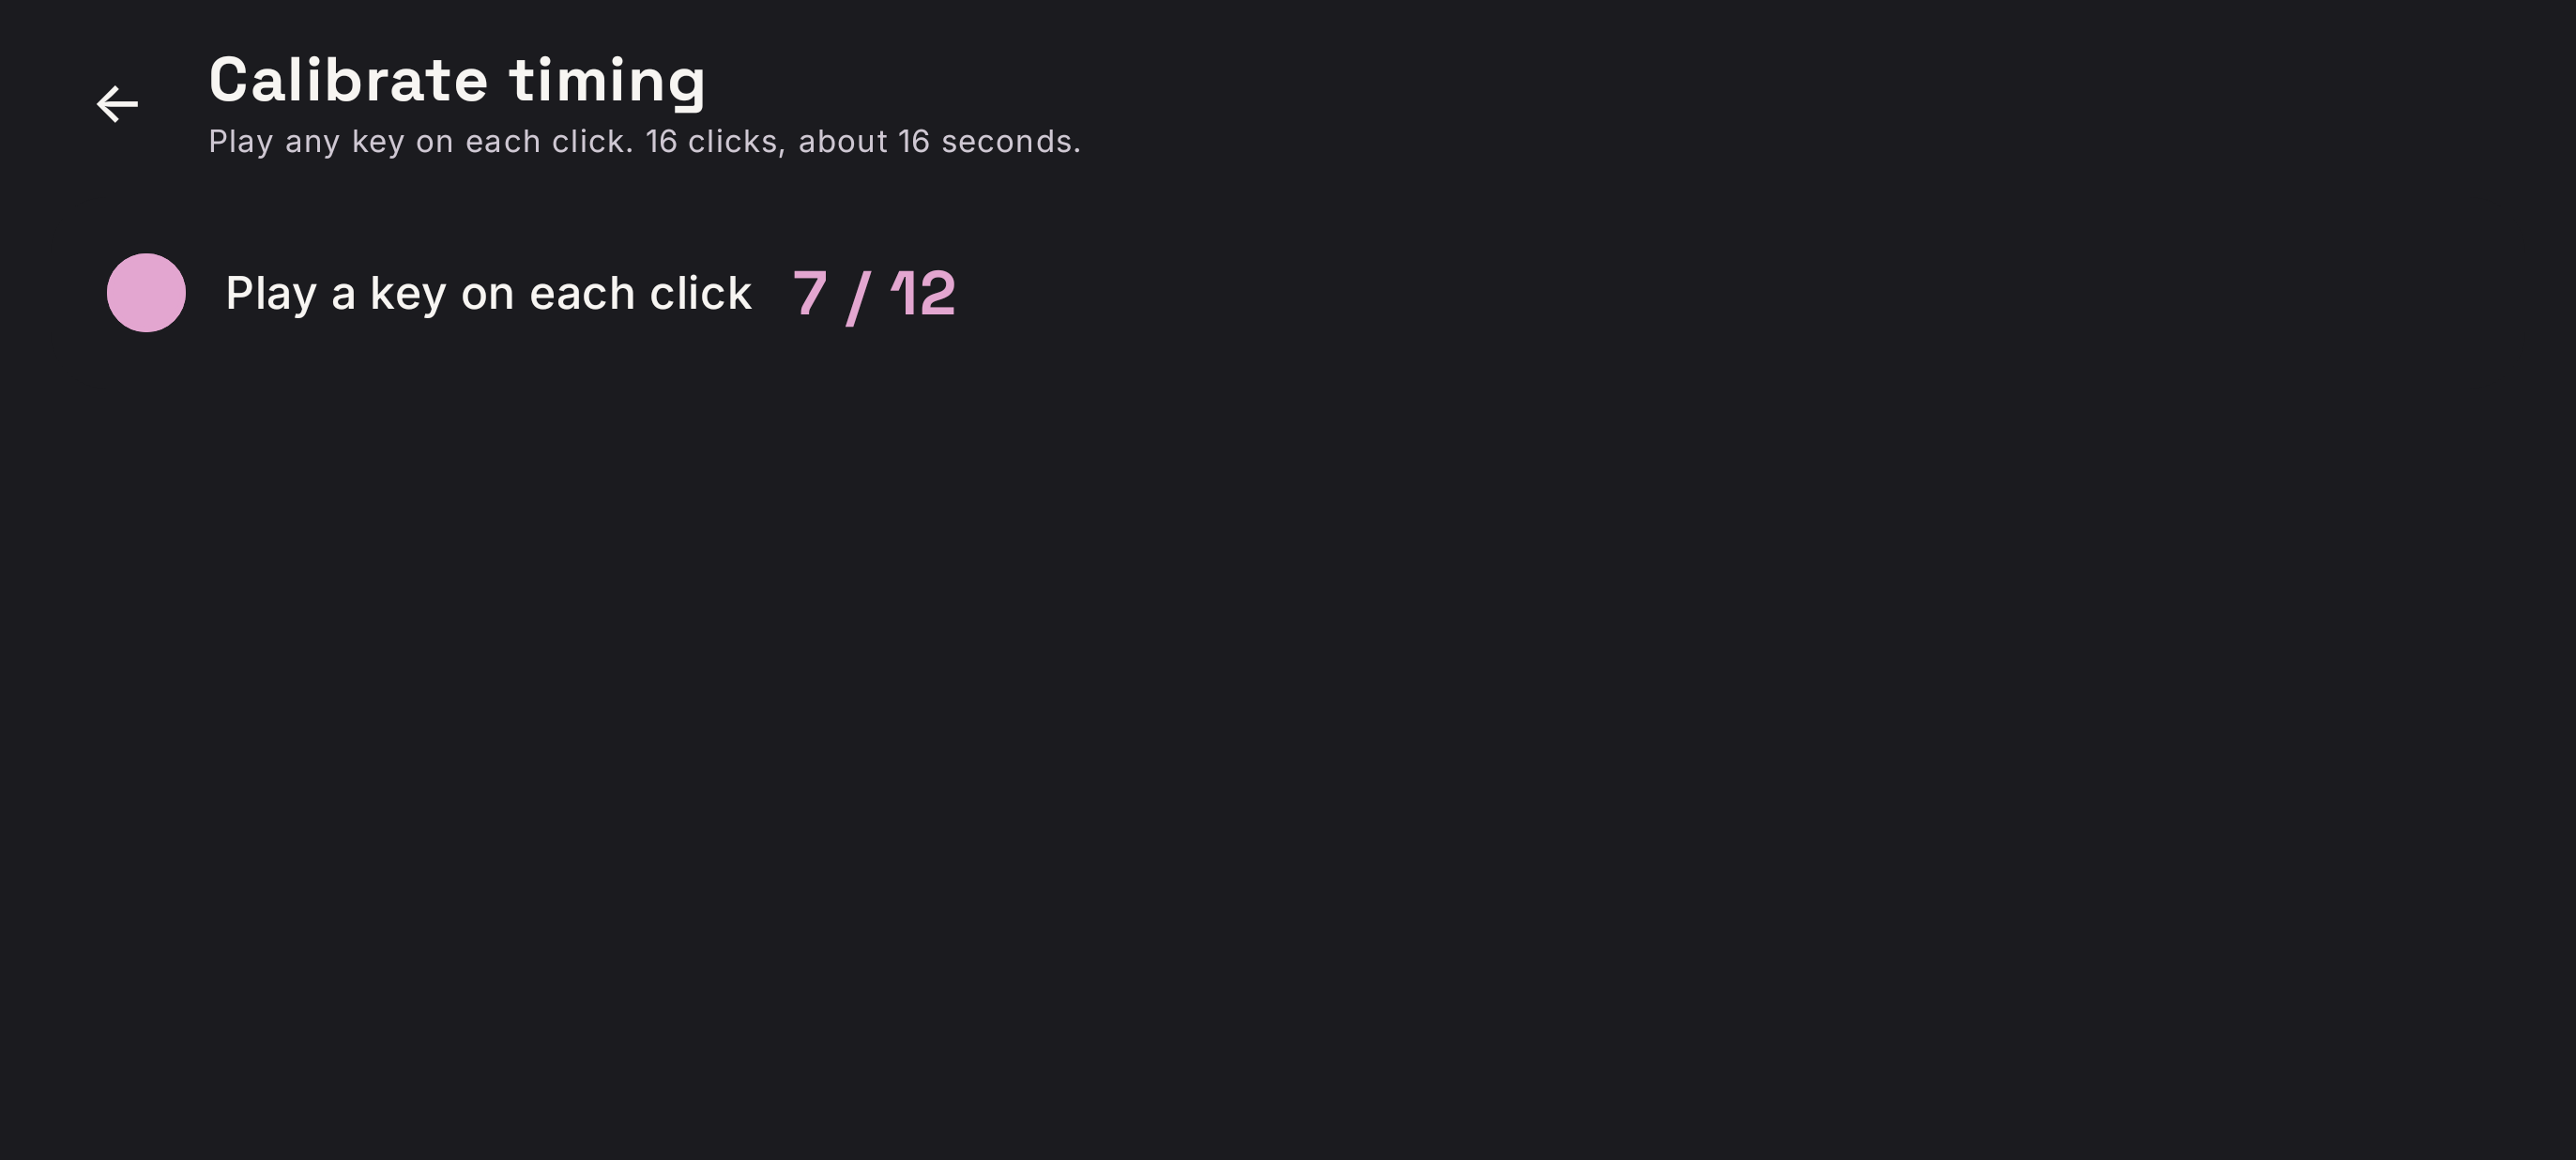 Calibrate timing
Play any key on each click. 16 clicks, about 16 seconds.
Play a key on each click 7 / 12